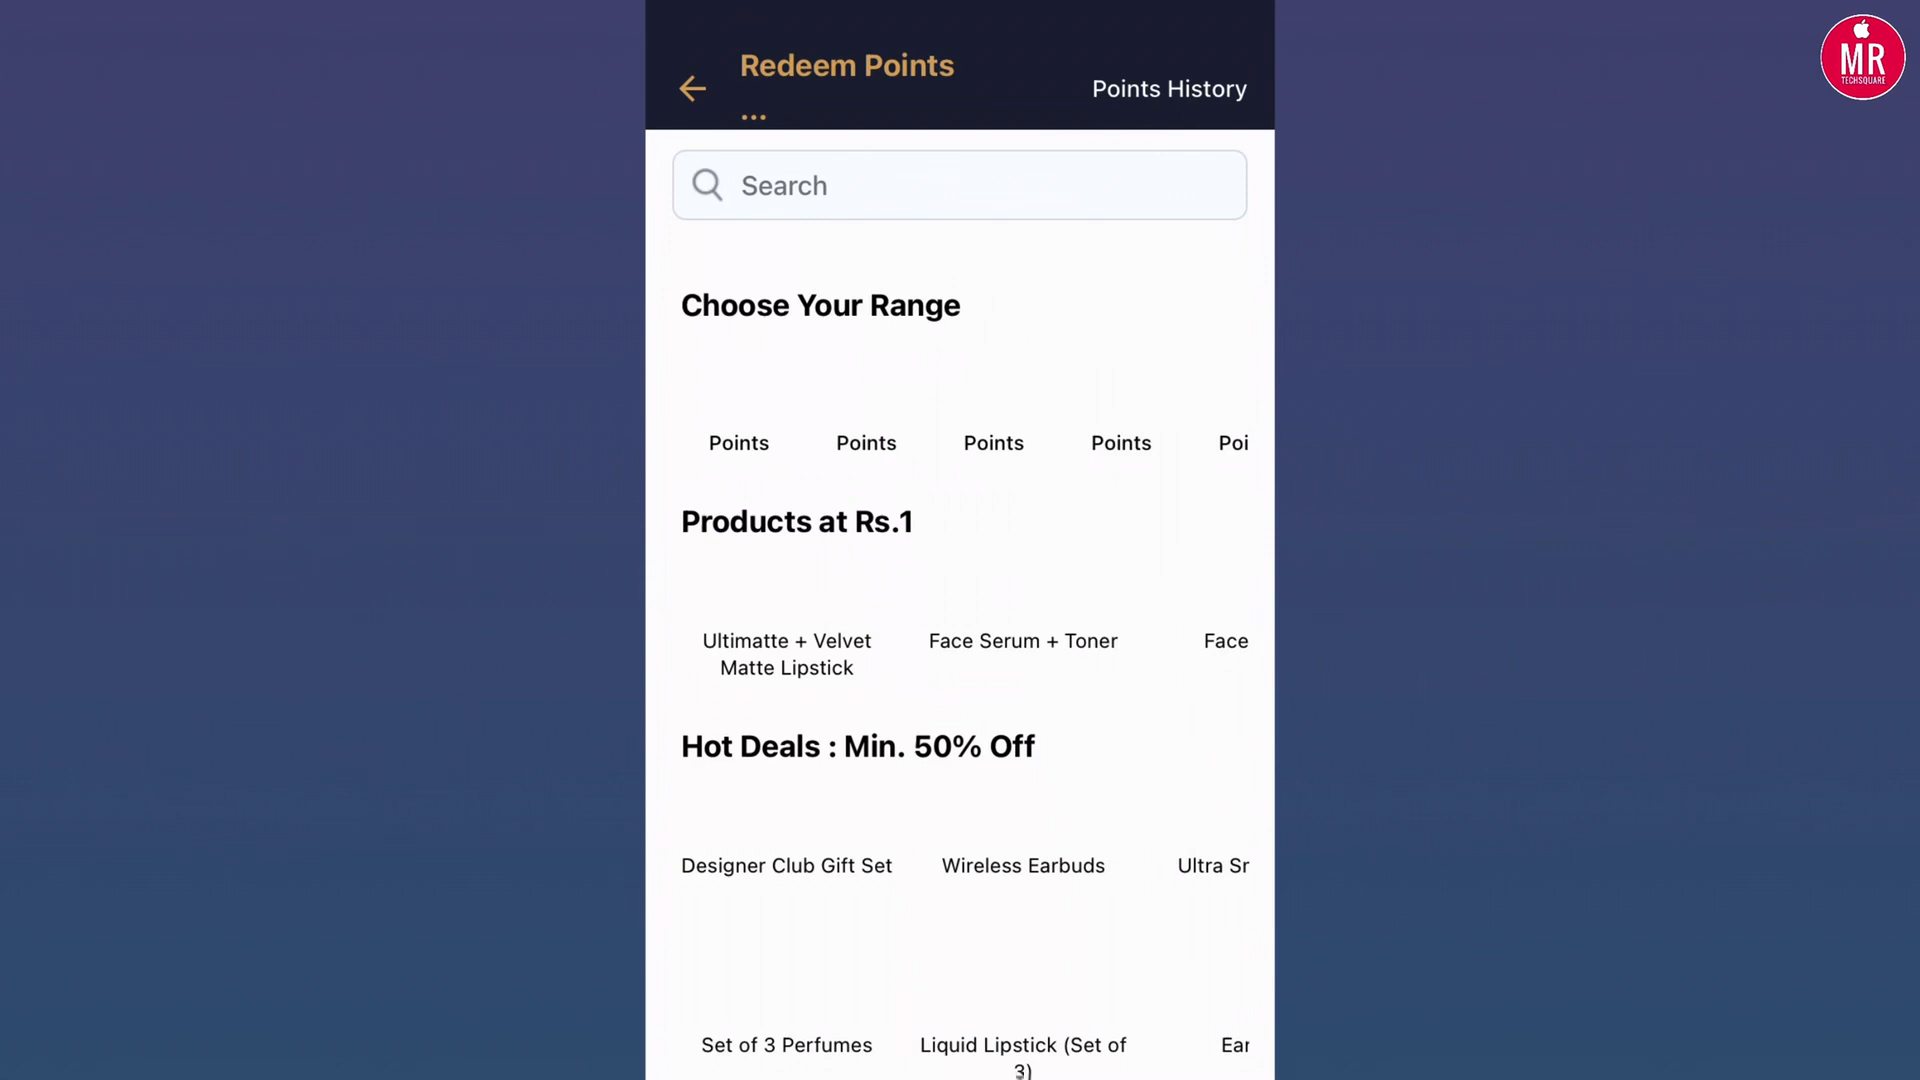 Redeem Points
...
Points History
MR
TECHSQUARE
Search
Choose Your Range
Points Points Points Points Poi
Products at Rs.1
Ultimatte + Velvet
Matte Lipstick
Face Serum + Toner
Face
Hot Deals : Min. 50% Off
Designer Club Gift Set
Wireless Earbuds
Ultra Sr
Set of 3 Perfumes
Liquid Lipstick (Set of
3)
Ear